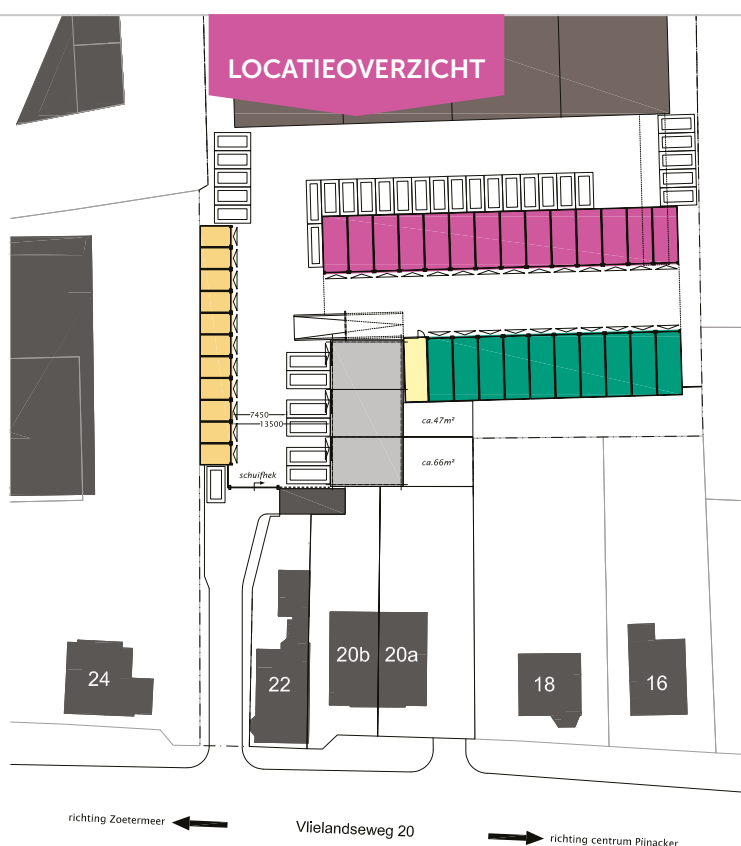 LOCATIEOVERZICHT
7450
13500
ca.47m²
ca.66m²
schuifhek
24
22
20b
20a
18
16
richting Zoetermeer
Vlielandseweg 20
richting centrum Pijnacker